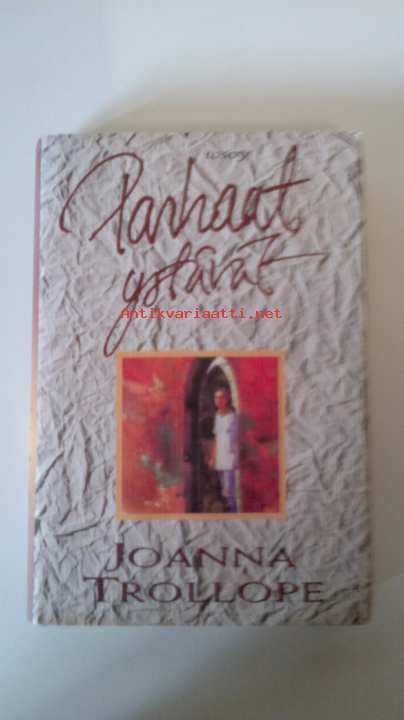 WSOY
Parhaat
ystävät
Antikvariaatti.net
JOANNA
TROLLOPE